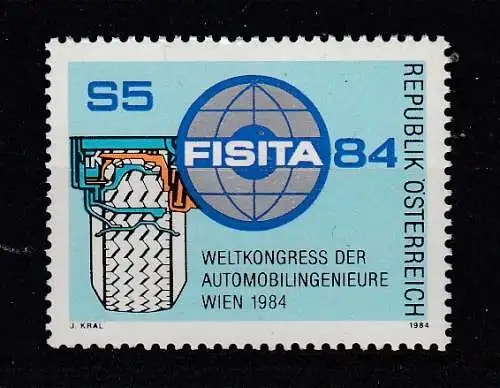 S5
FISITA 84
REPUBLIK ÖSTERREICH
WELTKONGRESS DER
AUTOMOBILINGENIEURE
WIEN 1984
J. KRAL
1984